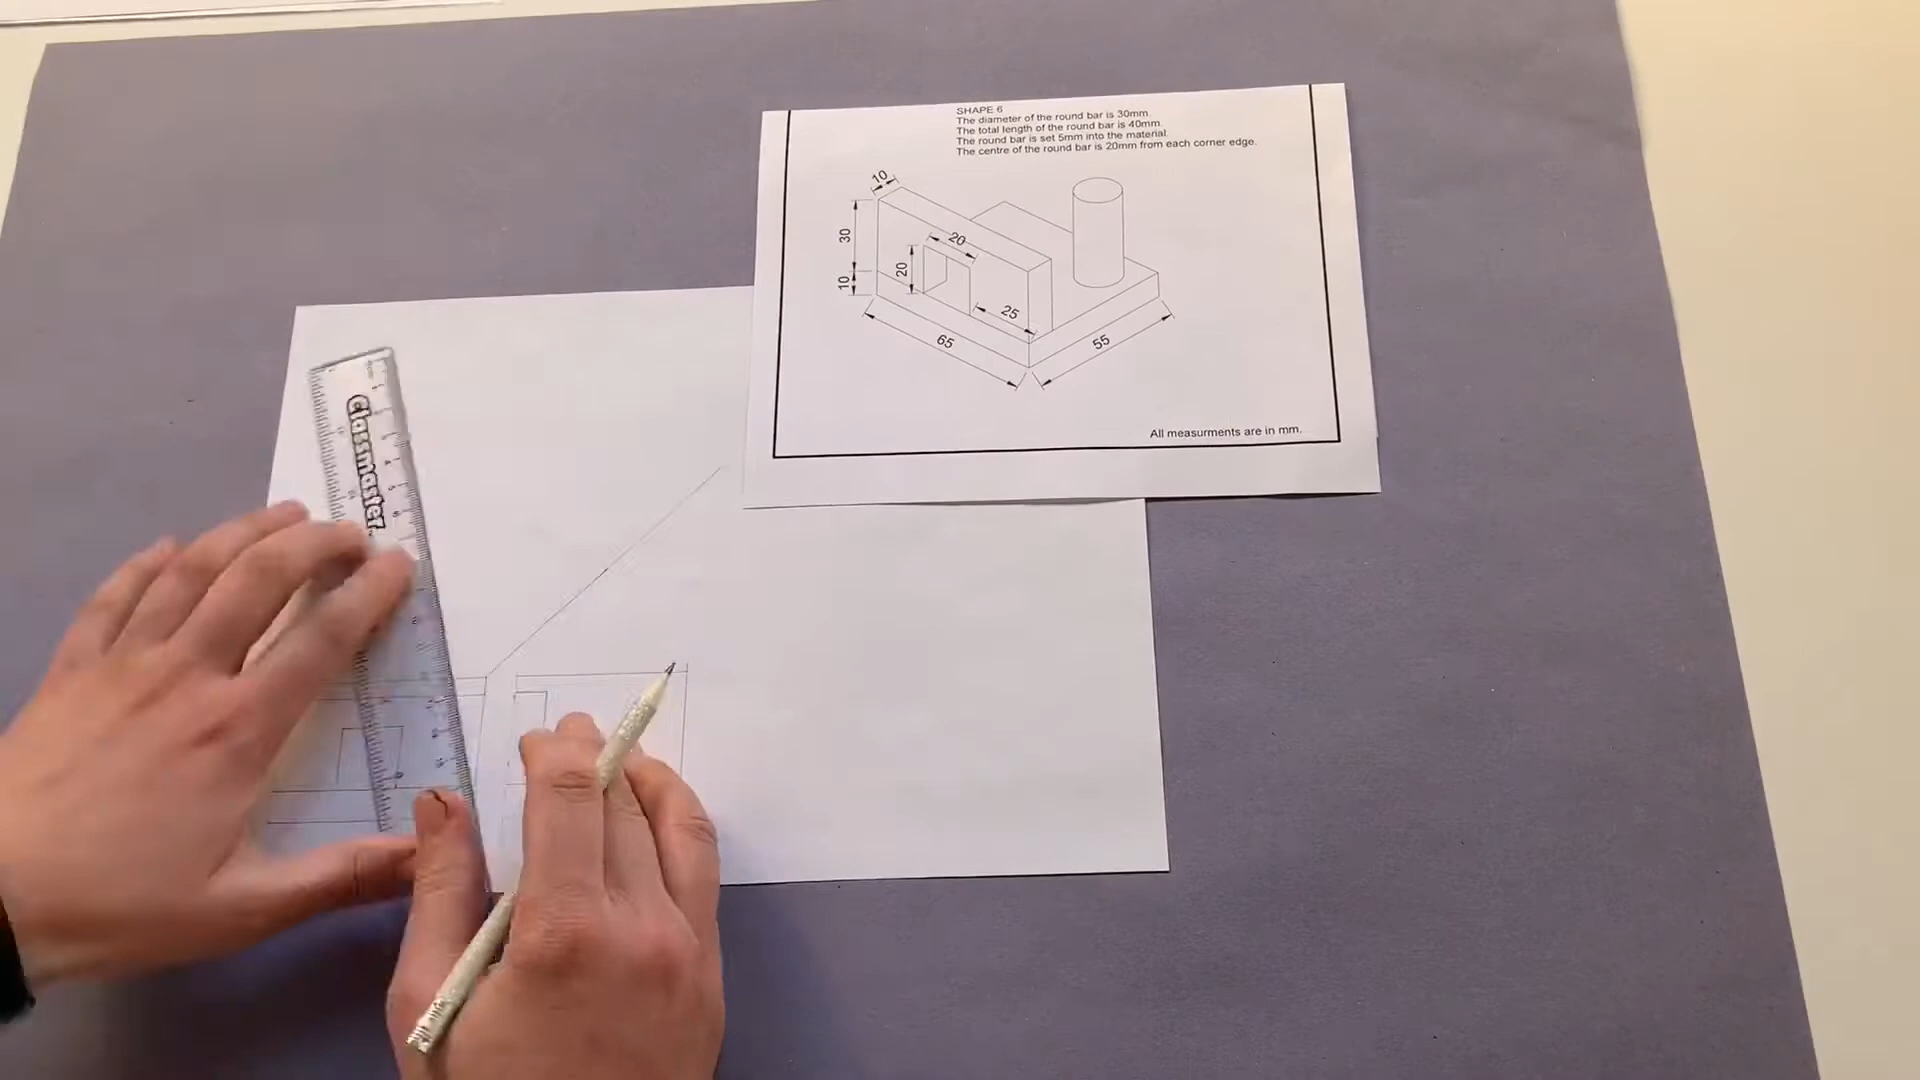 SHAPE 6
The diameter of the round bar is 30mm.
The total length of the round bar is 40mm.
The round bar is set 5mm into the material.
The centre of the round bar is 20mm from each corner edge.
10
30
20
20
10
25
65
55
All measurments are in mm.
Classmaster